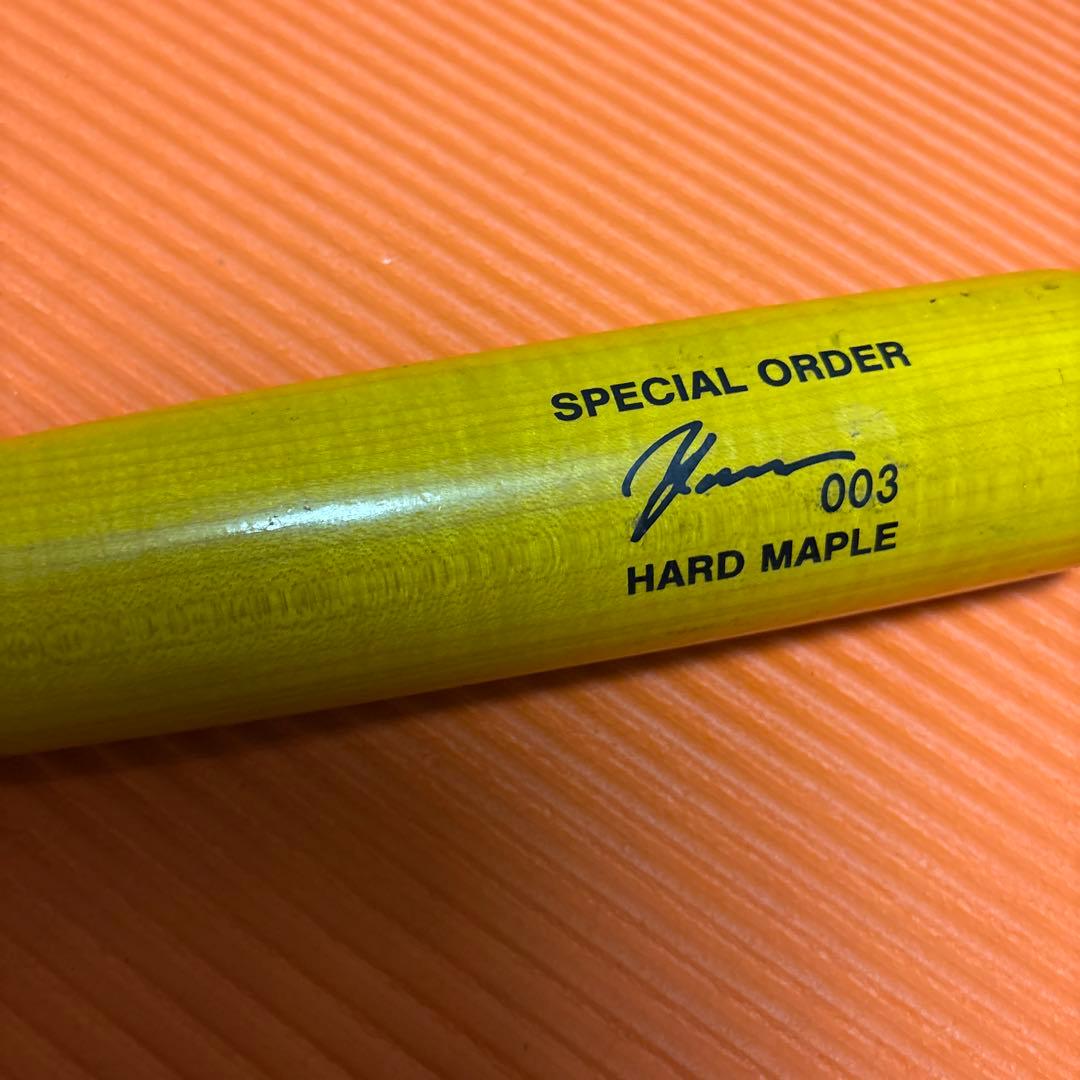 SPECIAL ORDER
003
HARD MAPLE